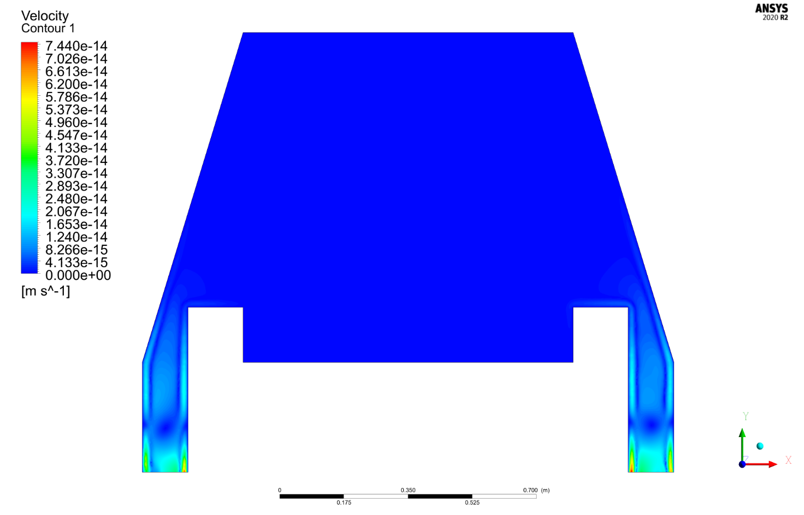 Velocity
Contour 1
7.440e-14
7.026e-14
6.613e-14
6.200e-14
5.786e-14
5.373e-14
4.960e-14
4.547e-14
4.133e-14
3.720e-14
3.307e-14
2.893e-14
2.480e-14
2.067e-14
1.653e-14
1.240e-14
8.266e-15
4.133e-15
0.000e+00
[m s^-1]
ANSYS
2020 R2
Y
Z
X
0 0.350 0.700 (m)
0.175 0.525